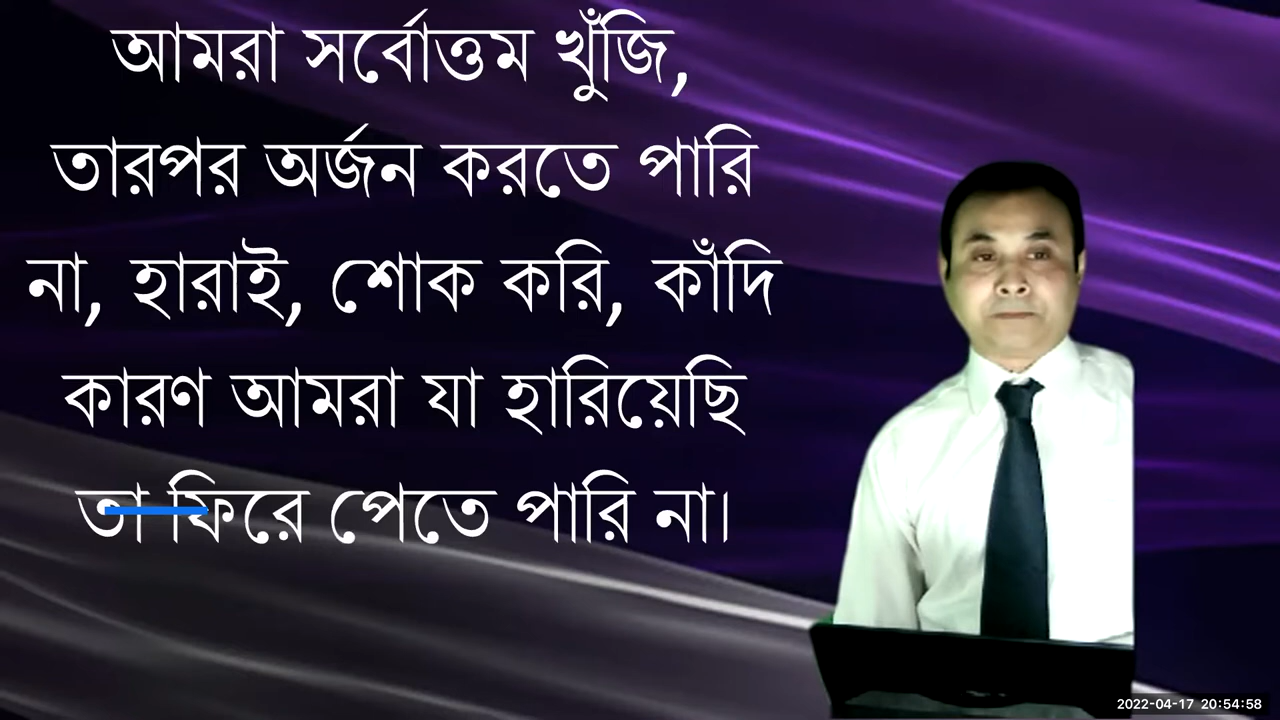 আমরা সর্বোত্তম খুঁজি,
তারপর অর্জন করতে পারি
না, হারাই, শোক করি, কাঁদি
কারণ আমরা যা হারিয়েছি
তা ফিরে পেতে পারি না।
2022-04-17 20:54:58